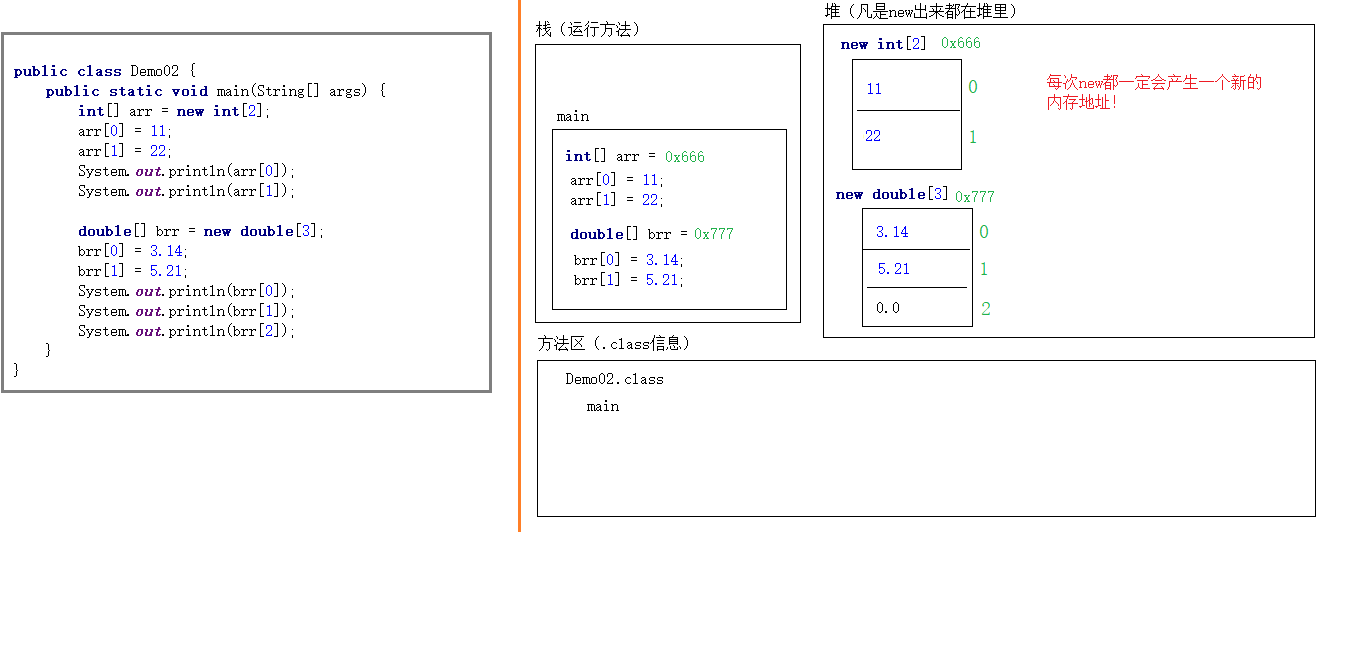 public class Demo02 {
public static void main(String[] args) {
int[] arr = new int[2];
arr[0] = 11;
arr[1] = 22;
System.out.println(arr[0]);
System.out.println(arr[1]);
double[] brr = new double[3];
brr[0] = 3.14;
brr[1] = 5.21;
System.out.println(brr[0]);
System.out.println(brr[1]);
System.out.println(brr[2]);
}
}
栈（运行方法）
main
int[] arr = 0x666
arr[0] = 11;
arr[1] = 22;
double[] brr = 0x777
brr[0] = 3.14;
brr[1] = 5.21;
堆（凡是new出来都在堆里）
new int[2] 0x666
11 0
22 1
每次new都一定会产生一个新的
内存地址!
new double[3] 0x777
3.14 0
5.21 1
0.0 2
方法区（.class信息）
Demo02.class
main